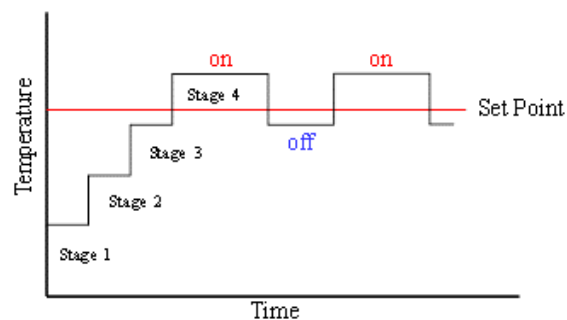 on
on
Stage 4
Set Point
off
Stage 3
Stage 2
Stage 1
Temperature
Time